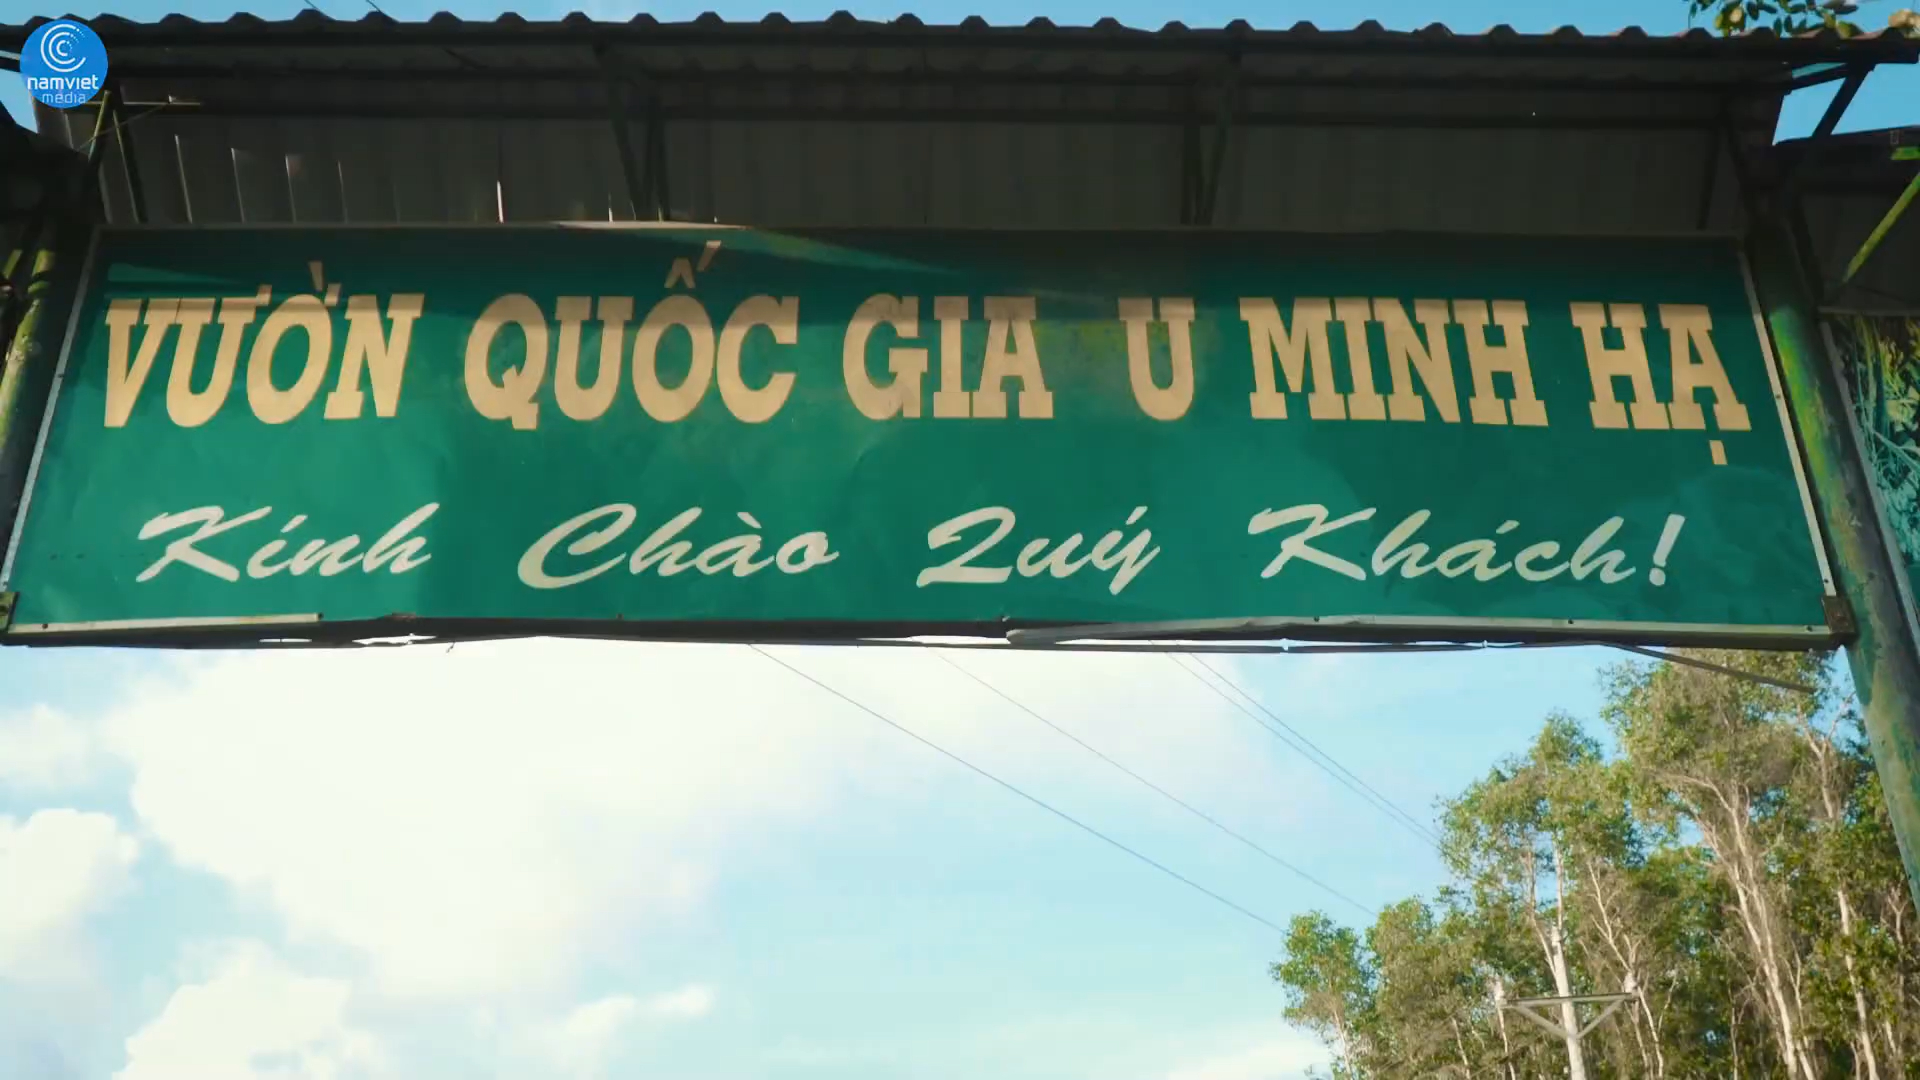 namviet
media
VƯỜN QUỐC GIA U MINH HẠ
Kính Chào Quý Khách!